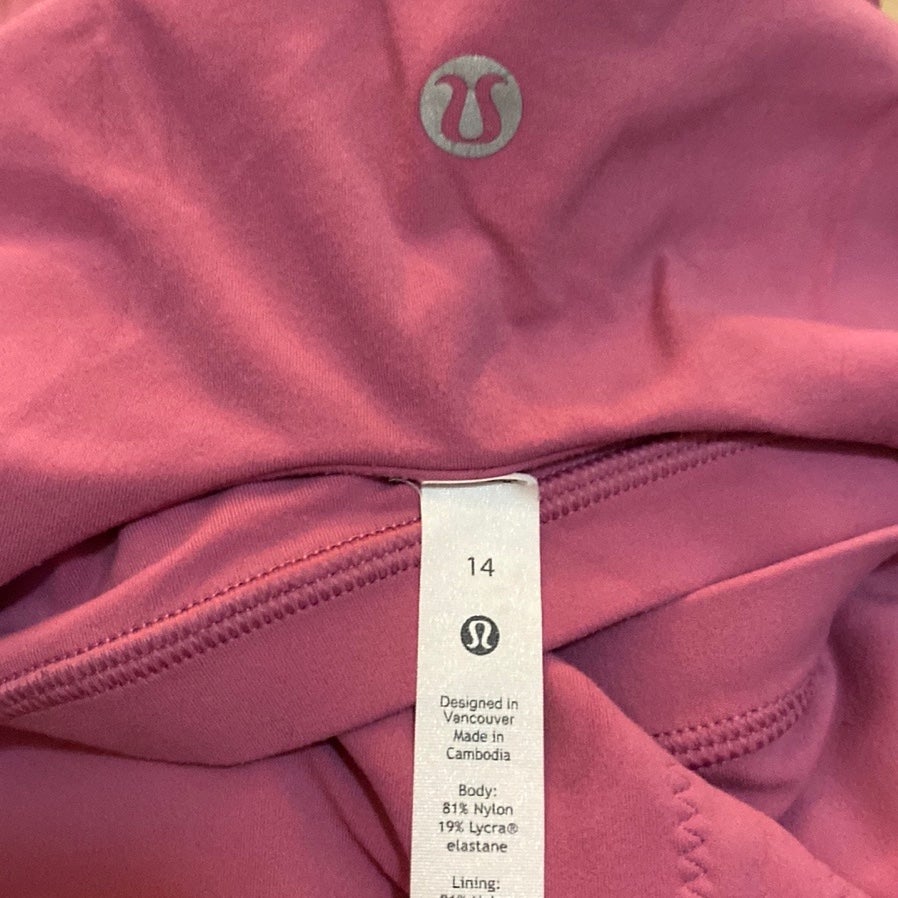 14
Designed in
Vancouver
Made in
Cambodia
Body:
81% Nylon
19% Lycra®
elastane
Lining: